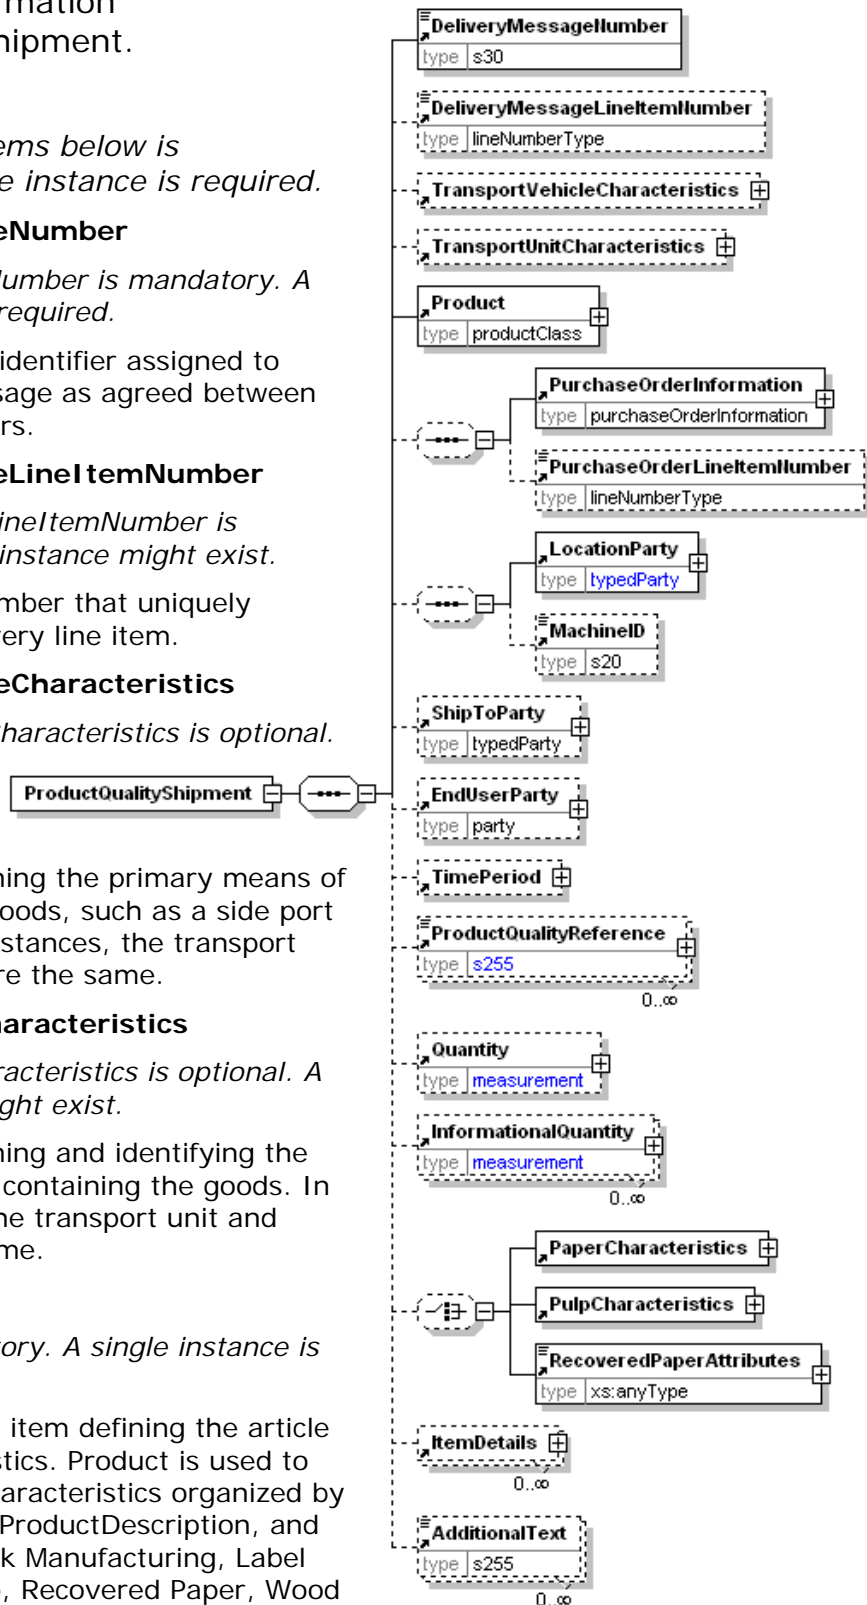 rmation
hipment.
ems below is
e instance is required.
eNumber
Number is mandatory. A
required.
identifier assigned to
sage as agreed between
rs.
eLineItemNumber
LineItemNumber is
instance might exist.
mber that uniquely
very line item.
eCharacteristics
Characteristics is optional.
ning the primary means of
oods, such as a side port
stances, the transport
re the same.
haracteristics
racteristics is optional. A
ght exist.
ning and identifying the
containing the goods. In
he transport unit and
me.
ory. A single instance is
item defining the article
stics. Product is used to
aracteristics organized by
ProductDescription, and
k Manufacturing, Label
, Recovered Paper, Wood
ProductQualityShipment
DeliveryMessageNumber
type s30
DeliveryMessageLineItemNumber
type lineNumberType
TransportVehicleCharacteristics
TransportUnitCharacteristics
Product
type productClass
PurchaseOrderInformation
type purchaseOrderInformation
PurchaseOrderLineItemNumber
type lineNumberType
LocationParty
type typedParty
MachineID
type s20
ShipToParty
type typedParty
EndUserParty
type party
TimePeriod
ProductQualityReference
type s255
0..∞
Quantity
type measurement
InformationalQuantity
type measurement
0..∞
PaperCharacteristics
PulpCharacteristics
RecoveredPaperAttributes
type xs:anyType
ItemDetails
0..∞
AdditionalText
type s255
0..∞